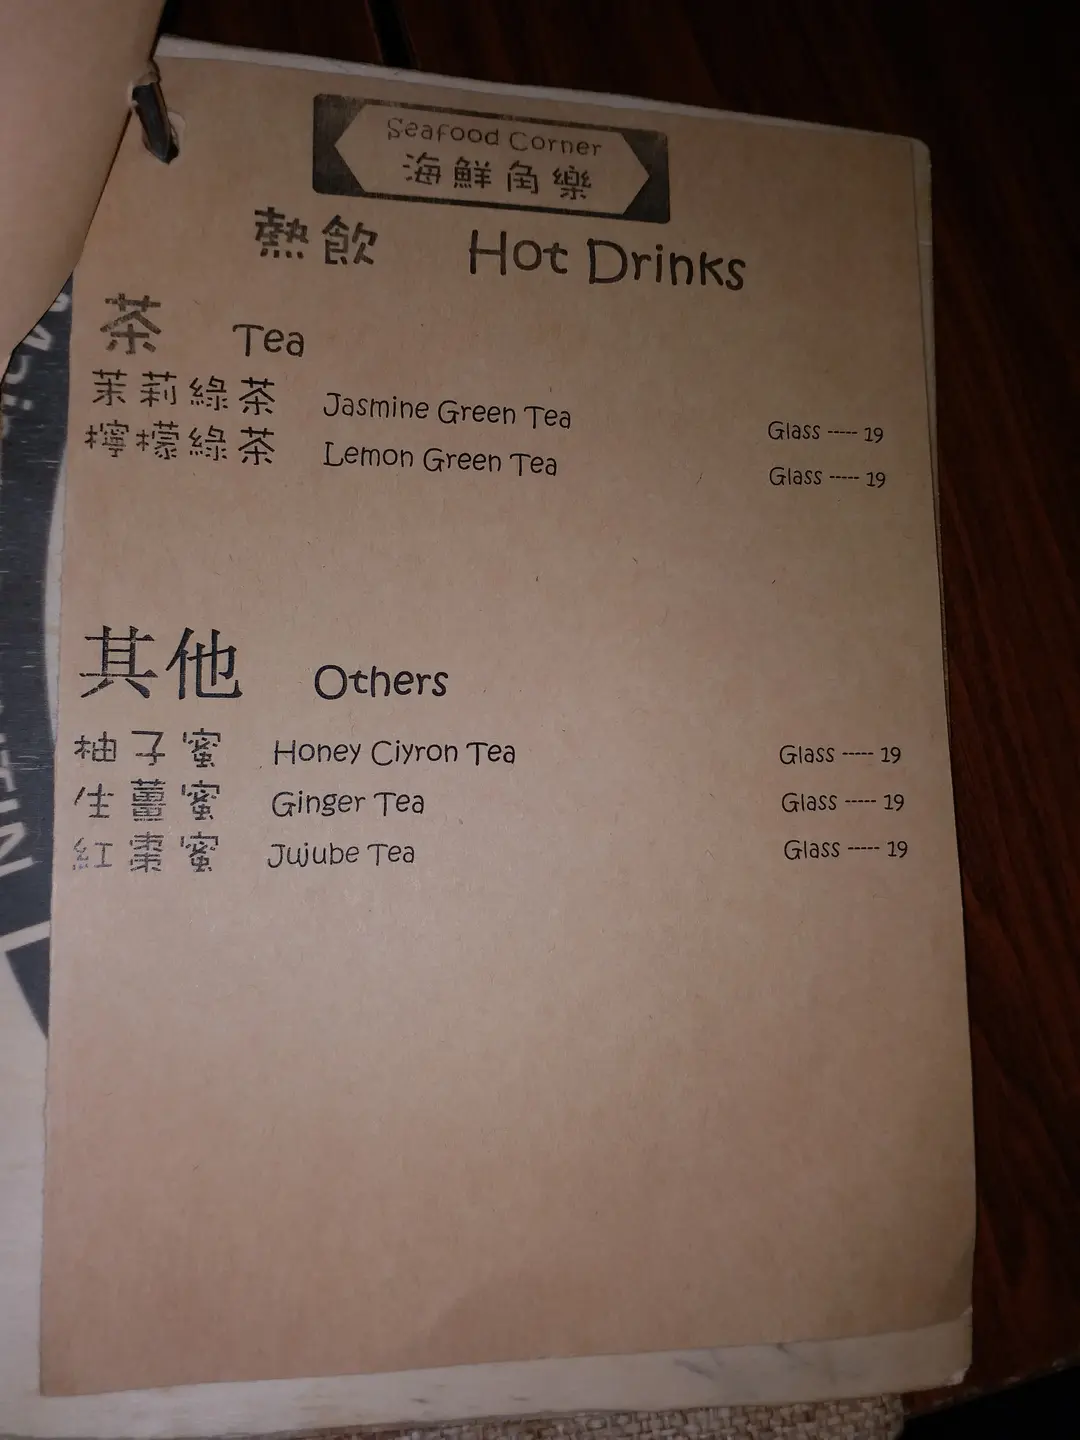 Seafood Corner
海鮮角樂
熱飲 Hot Drinks
茶 Tea
茉莉綠茶 Jasmine Green Tea Glass ----- 19
檸檬綠茶 Lemon Green Tea Glass ----- 19
其他 Others
柚子蜜 Honey Ciyron Tea Glass ----- 19
生薑蜜 Ginger Tea Glass ----- 19
紅棗蜜 Jujube Tea Glass ----- 19